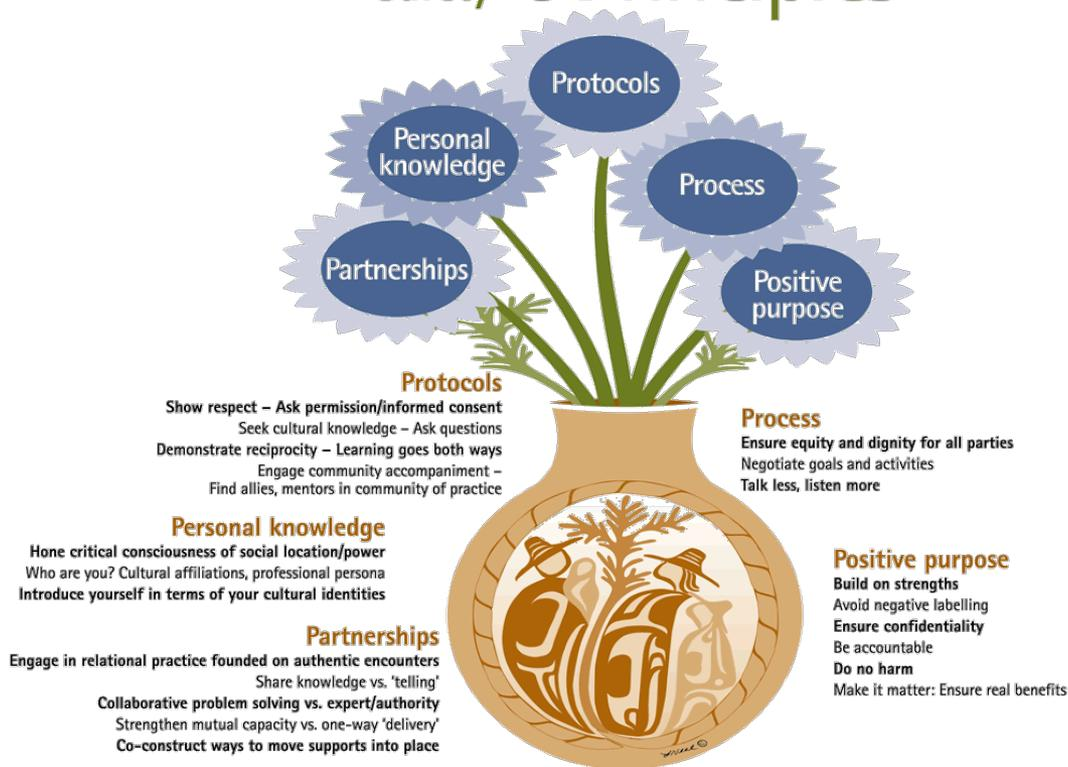 Protocols
Personal
knowledge
Process
Partnerships
Positive
purpose
Protocols
Show respect – Ask permission/informed consent
Seek cultural knowledge – Ask questions
Demonstrate reciprocity – Learning goes both ways
Engage community accompaniment –
Find allies, mentors in community of practice
Personal knowledge
Hone critical consciousness of social location/power
Who are you? Cultural affiliations, professional persona
Introduce yourself in terms of your cultural identities
Partnerships
Engage in relational practice founded on authentic encounters
Share knowledge vs. ‘telling’
Collaborative problem solving vs. expert/authority
Strengthen mutual capacity vs. one-way ‘delivery’
Co-construct ways to move supports into place
Process
Ensure equity and dignity for all parties
Negotiate goals and activities
Talk less, listen more
Positive purpose
Build on strengths
Avoid negative labelling
Ensure confidentiality
Be accountable
Do no harm
Make it matter: Ensure real benefits